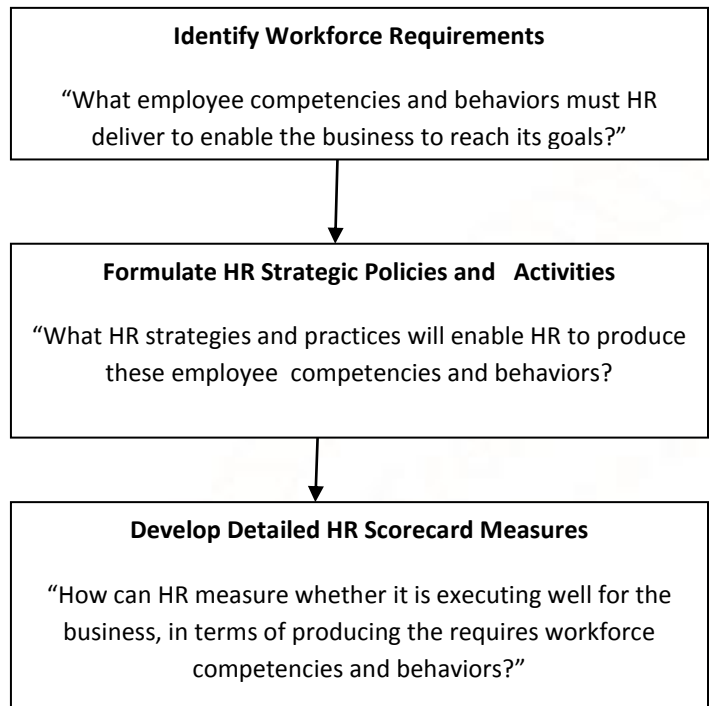 Identify Workforce Requirements
“What employee competencies and behaviors must HR
deliver to enable the business to reach its goals?”
Formulate HR Strategic Policies and Activities
“What HR strategies and practices will enable HR to produce
these employee competencies and behaviors?
Develop Detailed HR Scorecard Measures
“How can HR measure whether it is executing well for the
business, in terms of producing the requires workforce
competencies and behaviors?”